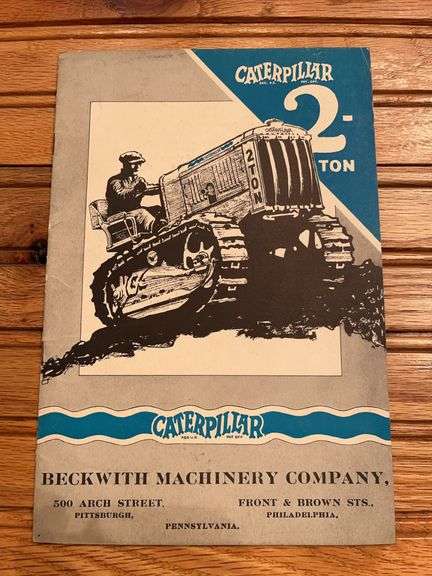 CATERPILLAR
REG. U.S. PAT. OFF.
2-
TON
CATERPILLAR
2 TON
CATERPILLAR
REG. U.S. PAT. OFF.
BECKWITH MACHINERY COMPANY,
500 ARCH STREET, FRONT & BROWN STS.,
PITTSBURGH, PHILADELPHIA,
PENNSYLVANIA.